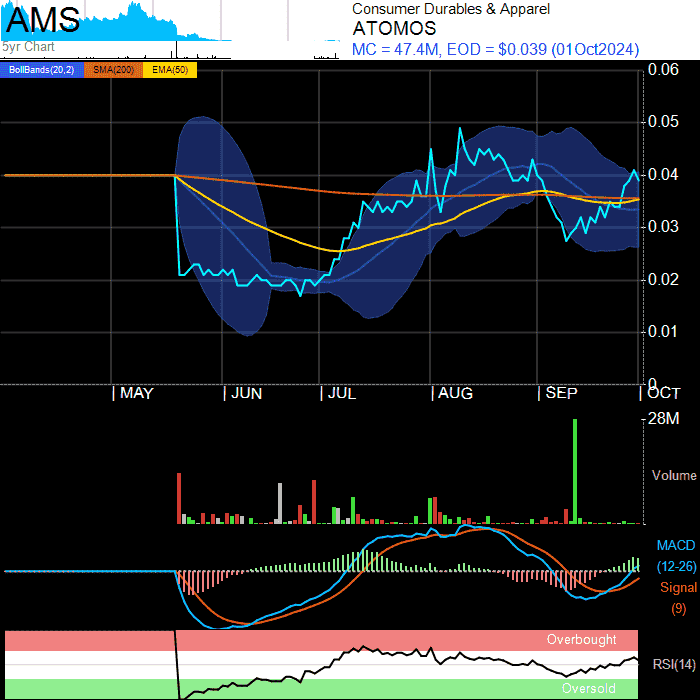 AMS
5yr Chart
Consumer Durables & Apparel
ATOMOS
MC = 47.4M, EOD = $0.039 (01Oct2024)
BollBands(20,2) SMA(200) EMA(50)
0.06
0.05
0.04
0.03
0.02
0.01
0
MAY JUN JUL AUG SEP OCT
28M
Volume
MACD
(12-26)
Signal
(9)
Overbought
RSI(14)
Oversold